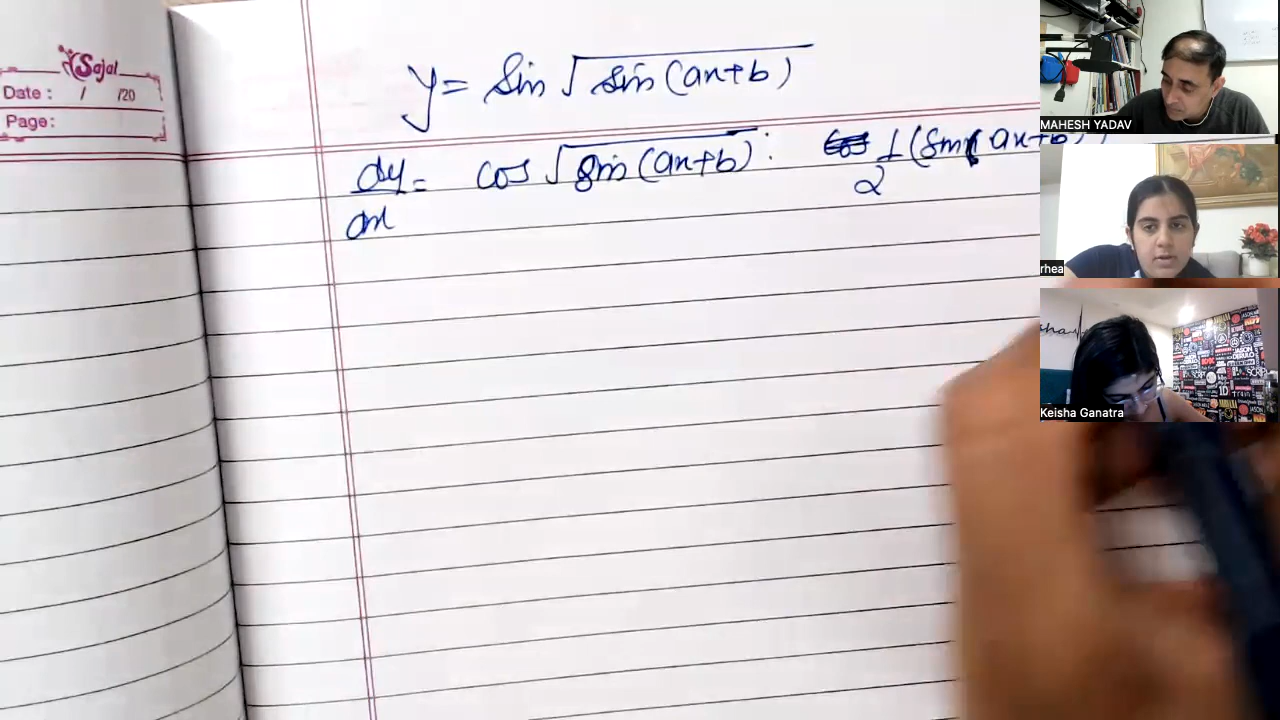 Sajal
Date : / /20
Page:
y = sin √sin (ax+b)
dy/dx = cos √sin (ax+b) . 1/2 (sin( ax+b)
MAHESH YADAV
rhea
Keisha Ganatra